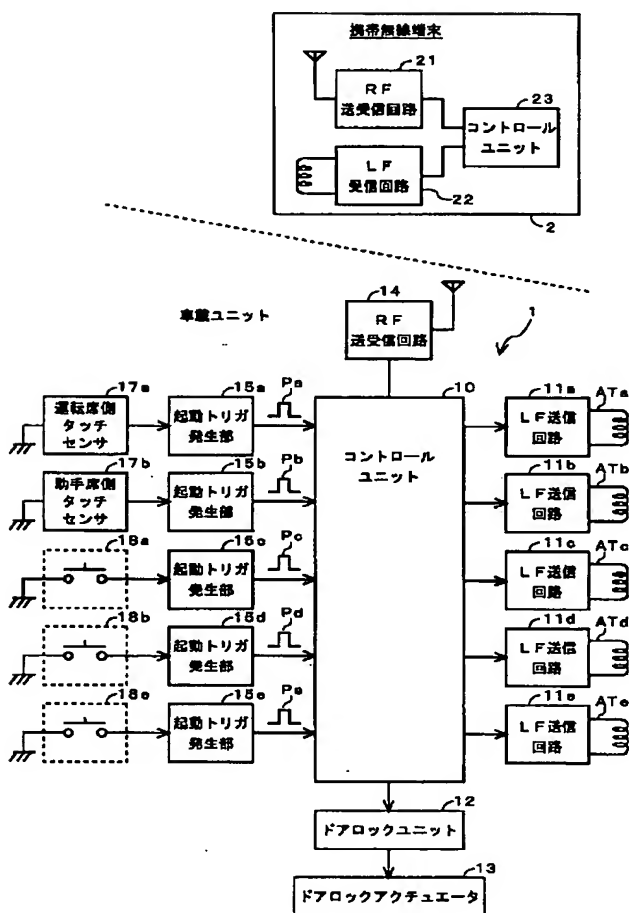 携帯無線端末
21
RF
送受信回路
23
コントロール
ユニット
LF
受信回路
22
2
14
RF
送受信回路
1
車載ユニット
17a
運転席側
タッチ
センサ
15a
起動トリガ
発生部
Pa
10
コントロール
ユニット
11a
LF送信
回路
ATa
17b
助手席側
タッチ
センサ
15b
起動トリガ
発生部
Pb
11b
LF送信
回路
ATb
18a
15c
起動トリガ
発生部
Pc
11c
LF送信
回路
ATc
18b
15d
起動トリガ
発生部
Pd
11d
LF送信
回路
ATd
18c
15e
起動トリガ
発生部
Pe
11e
LF送信
回路
ATe
12
ドアロックユニット
13
ドアロックアクチュエータ